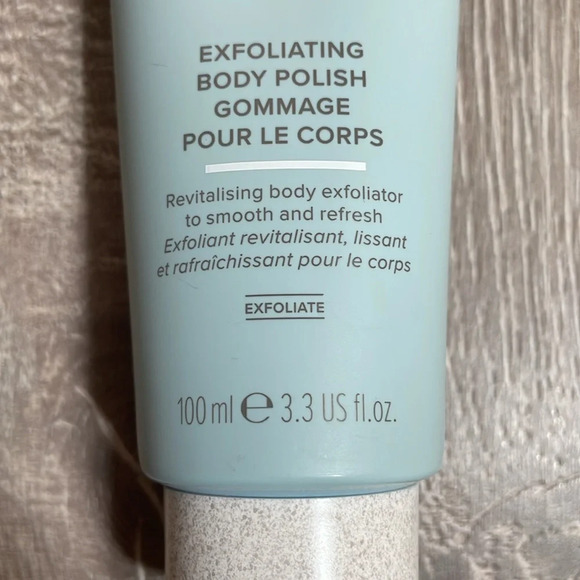 EXFOLIATING
BODY POLISH
GOMMAGE
POUR LE CORPS
Revitalising body exfoliator
to smooth and refresh
Exfoliant revitalisant, lissant
et rafraîchissant pour le corps
EXFOLIATE
100 ml ℮ 3.3 US fl.oz.